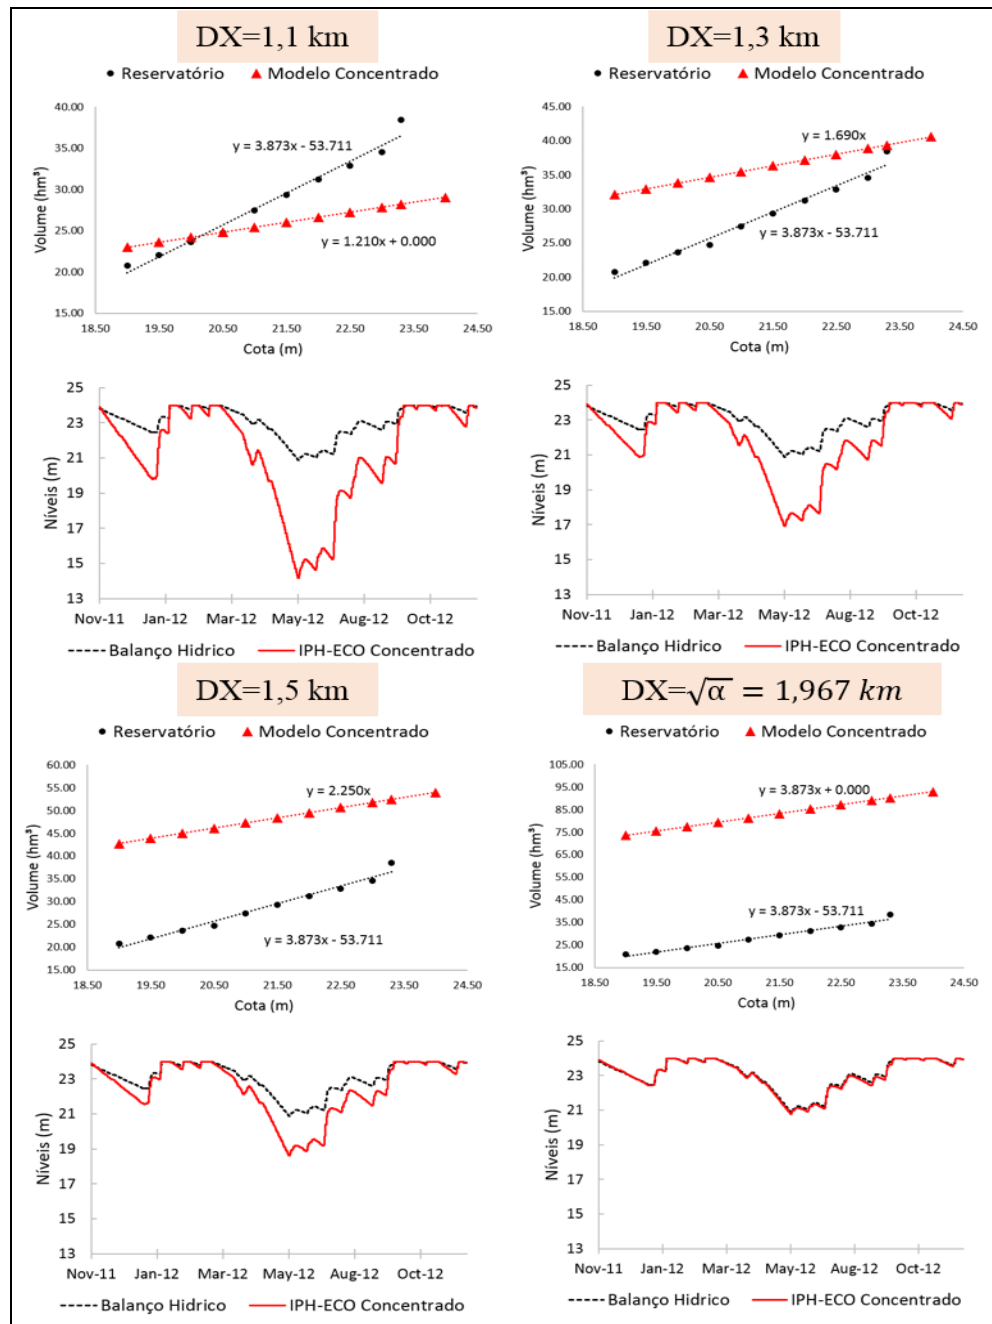 DX=1,1 km
Reservatório Modelo Concentrado
40.00
35.00
30.00
25.00
20.00
15.00
Volume (hm³)
y = 3.873x - 53.711
y = 1.210x + 0.000
18.50 19.50 20.50 21.50 22.50 23.50 24.50
Cota (m)
25
23
21
19
17
15
13
Níveis (m)
Nov-11 Jan-12 Mar-12 May-12 Aug-12 Oct-12
Balanço Hidrico IPH-ECO Concentrado
DX=1,3 km
Reservatório Modelo Concentrado
45.00
40.00
35.00
30.00
25.00
20.00
15.00
Volume (hm³)
y = 1.690x
y = 3.873x - 53.711
18.50 19.50 20.50 21.50 22.50 23.50 24.50
Cota (m)
25
23
21
19
17
15
13
Níveis (m)
Nov-11 Jan-12 Mar-12 May-12 Aug-12 Oct-12
Balanço Hidrico IPH-ECO Concentrado
DX=1,5 km
Reservatório Modelo Concentrado
60.00
55.00
50.00
45.00
40.00
35.00
30.00
25.00
20.00
15.00
Volume (hm³)
y = 2.250x
y = 3.873x - 53.711
18.50 19.50 20.50 21.50 22.50 23.50 24.50
Cota (m)
25
23
21
19
17
15
13
Níveis (m)
Nov-11 Jan-12 Mar-12 May-12 Aug-12 Oct-12
Balanço Hidrico IPH-ECO Concentrado
DX=√α = 1,967 km
Reservatório Modelo Concentrado
105.00
95.00
85.00
75.00
65.00
55.00
45.00
35.00
25.00
15.00
Volume (hm³)
y = 3.873x + 0.000
y = 3.873x - 53.711
18.50 19.50 20.50 21.50 22.50 23.50 24.50
Cota (m)
25
23
21
19
17
15
13
Níveis (m)
Nov-11 Jan-12 Mar-12 May-12 Aug-12 Oct-12
Balanço Hidrico IPH-ECO Concentrado